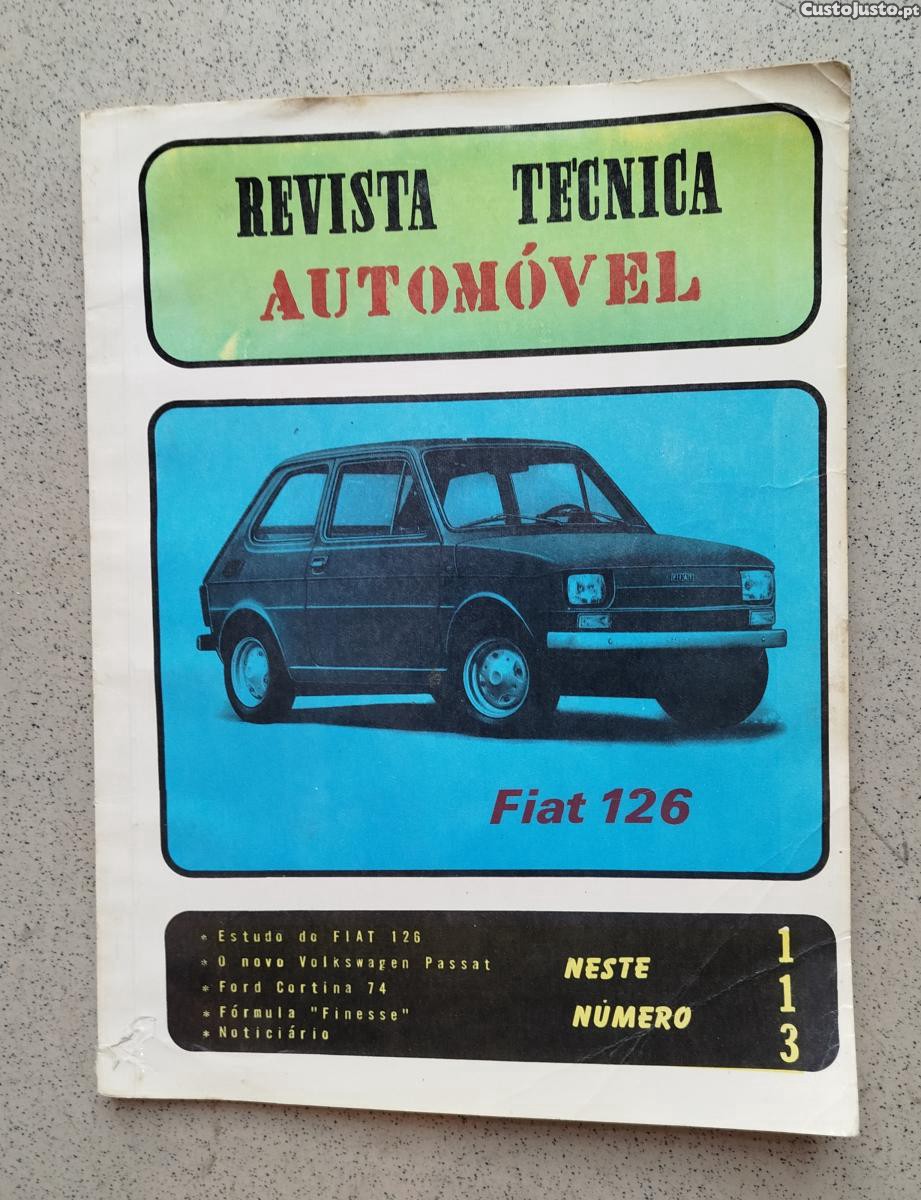 CustoJusto.pt
REVISTA TÉCNICA
AUTOMÓVEL
FIAT
Fiat 126
* Estudo do FIAT 126
* O novo Volkswagen Passat
* Ford Cortina 74
* Fórmula "Finesse"
* Noticiário
NESTE
NÚMERO
1
1
3